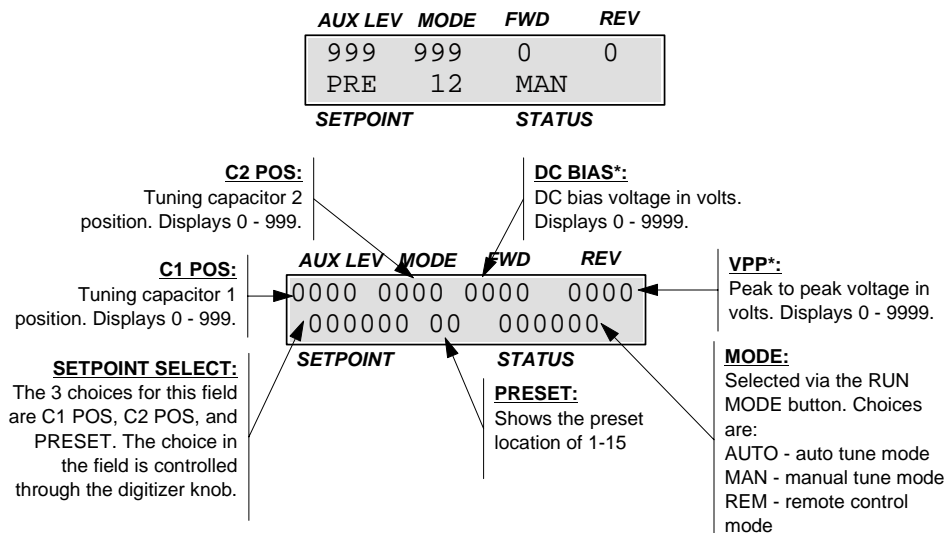 AUX LEV MODE FWD REV
999 999 0 0
PRE 12 MAN
SETPOINT STATUS
C2 POS:
Tuning capacitor 2
position. Displays 0 - 999.
DC BIAS*:
DC bias voltage in volts.
Displays 0 - 9999.
C1 POS:
Tuning capacitor 1
position. Displays 0 - 999.
AUX LEV MODE FWD REV
0000 0000 0000 0000
000000 00 000000
SETPOINT STATUS
VPP*:
Peak to peak voltage in
volts. Displays 0 - 9999.
SETPOINT SELECT:
The 3 choices for this field
are C1 POS, C2 POS, and
PRESET. The choice in
the field is controlled
through the digitizer knob.
PRESET:
Shows the preset
location of 1-15
MODE:
Selected via the RUN
MODE button. Choices
are:
AUTO - auto tune mode
MAN - manual tune mode
REM - remote control
mode